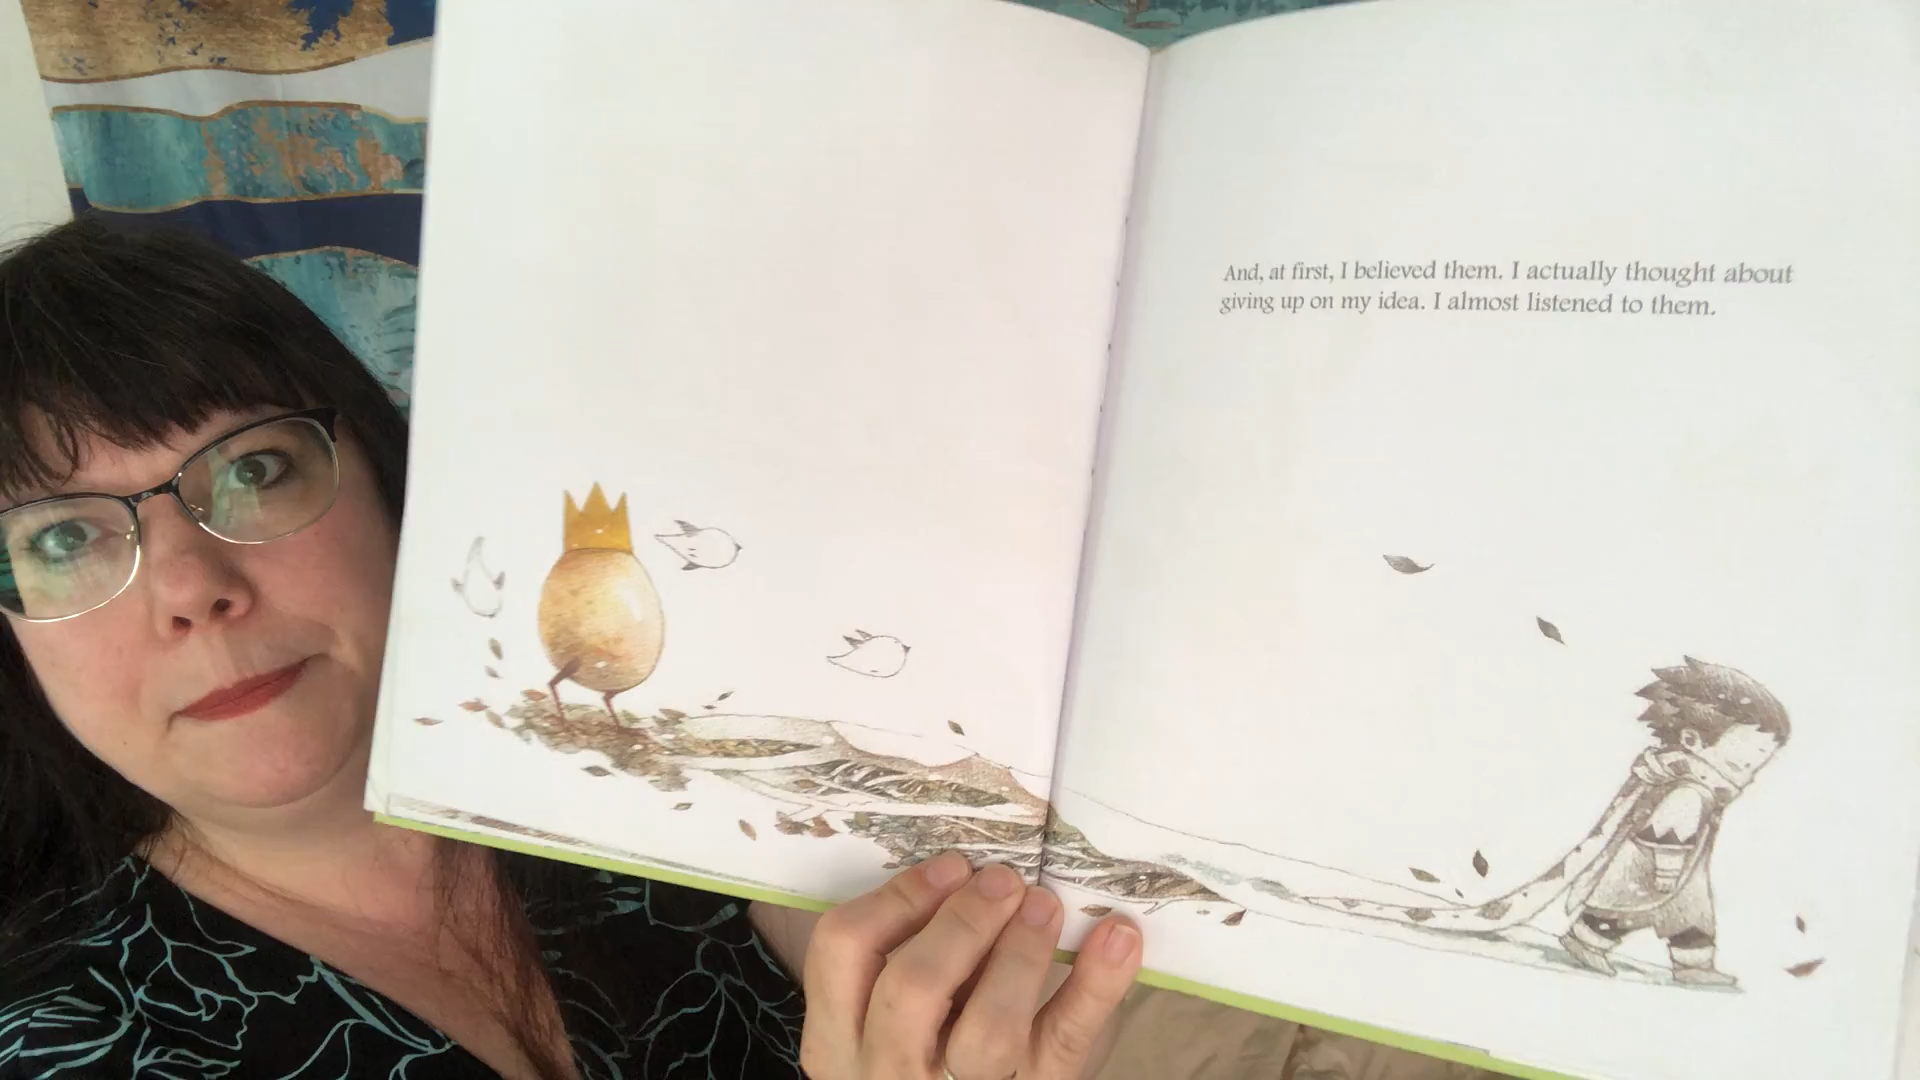 And, at first, I believed them. I actually thought about
giving up on my idea. I almost listened to them.